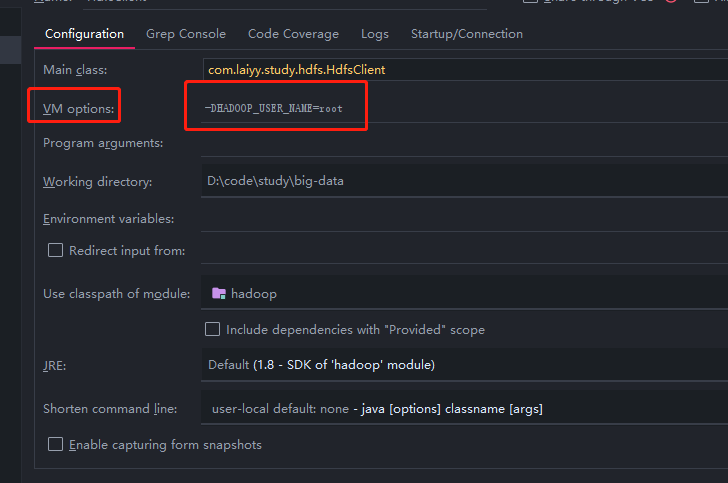 Configuration Grep Console Code Coverage Logs Startup/Connection
Main class: com.laiyy.study.hdfs.HdfsClient
VM options: -DHADOOP_USER_NAME=root
Program arguments:
Working directory: D:\code\study\big-data
Environment variables:
Redirect input from:
Use classpath of module: hadoop
Include dependencies with "Provided" scope
JRE: Default (1.8 - SDK of 'hadoop' module)
Shorten command line: user-local default: none - java [options] classname [args]
Enable capturing form snapshots